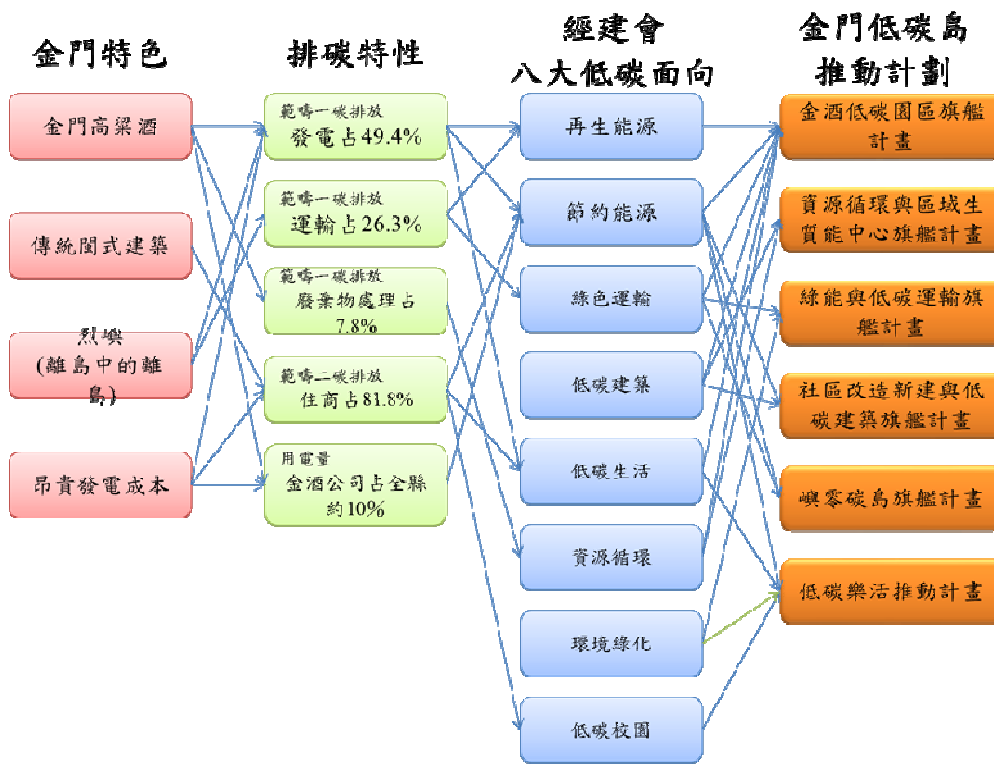 金門特色
金門高粱酒
傳統閩式建築
烈嶼
(離島中的離
島)
昂貴發電成本
排碳特性
範疇一碳排放
發電占49.4%
範疇一碳排放
運輸占26.3%
範疇一碳排放
廢棄物處理占
7.8%
範疇二碳排放
住商占81.8%
用電量
金酒公司占全縣
約10%
經建會
八大低碳面向
再生能源
節約能源
綠色運輸
低碳建築
低碳生活
資源循環
環境綠化
低碳校園
金門低碳島
推動計劃
金酒低碳園區旗艦
計畫
資源循環與區域生
質能中心旗艦計畫
綠能與低碳運輸旗
艦計畫
社區改造新建與低
碳建築旗艦計畫
嶼零碳島旗艦計畫
低碳樂活推動計畫